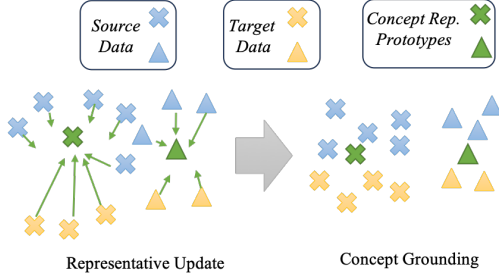 Source
Data
Target
Data
Concept Rep.
Prototypes
Representative Update
Concept Grounding